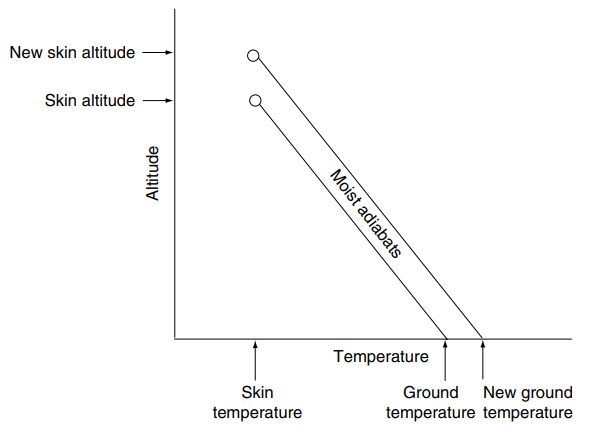 New skin altitude
Skin altitude
Altitude
Moist adiabats
Temperature
Skin
temperature
Ground
temperature
New ground
temperature